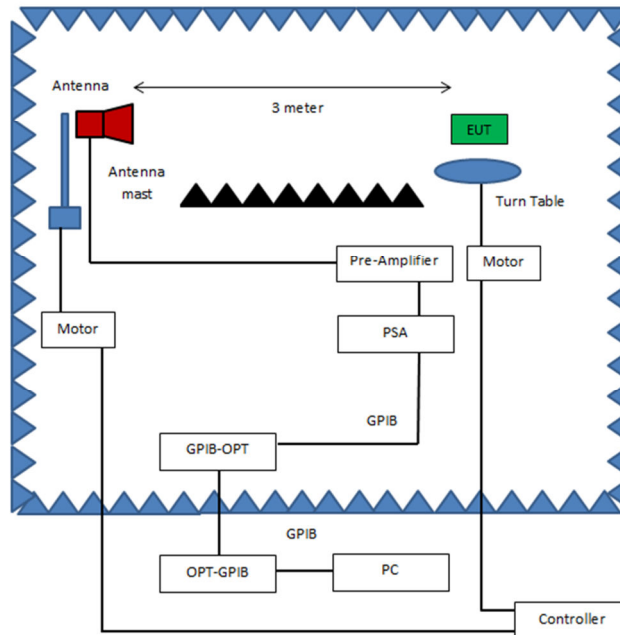 Antenna
3 meter
EUT
Antenna
mast
Turn Table
Pre-Amplifier
Motor
Motor
PSA
GPIB
GPIB-OPT
GPIB
OPT-GPIB
PC
Controller